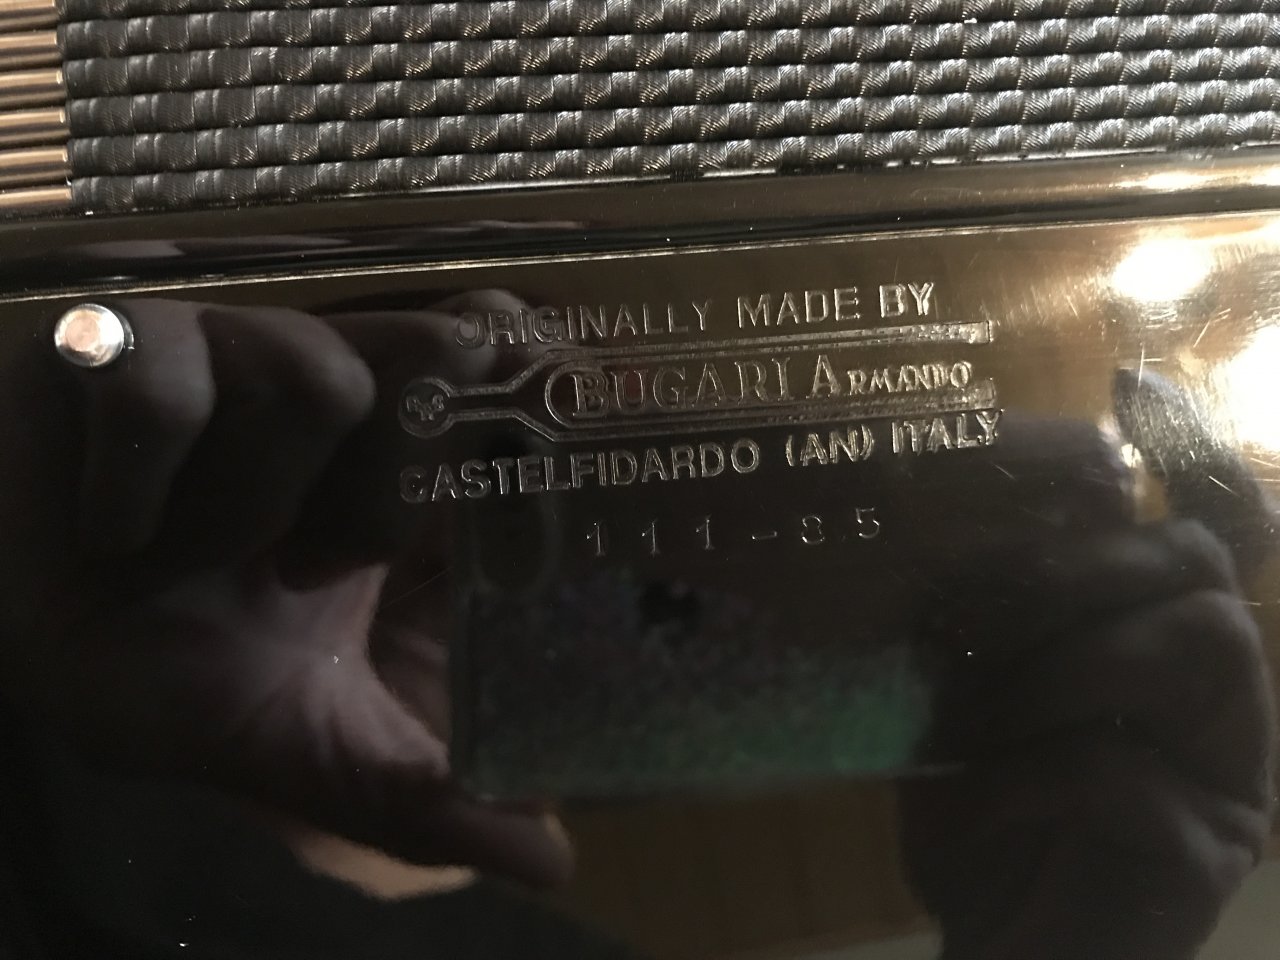 ORIGINALLY MADE BY
BUGARI ARMANDO
CASTELFIDARDO (AN) ITALY
111-85